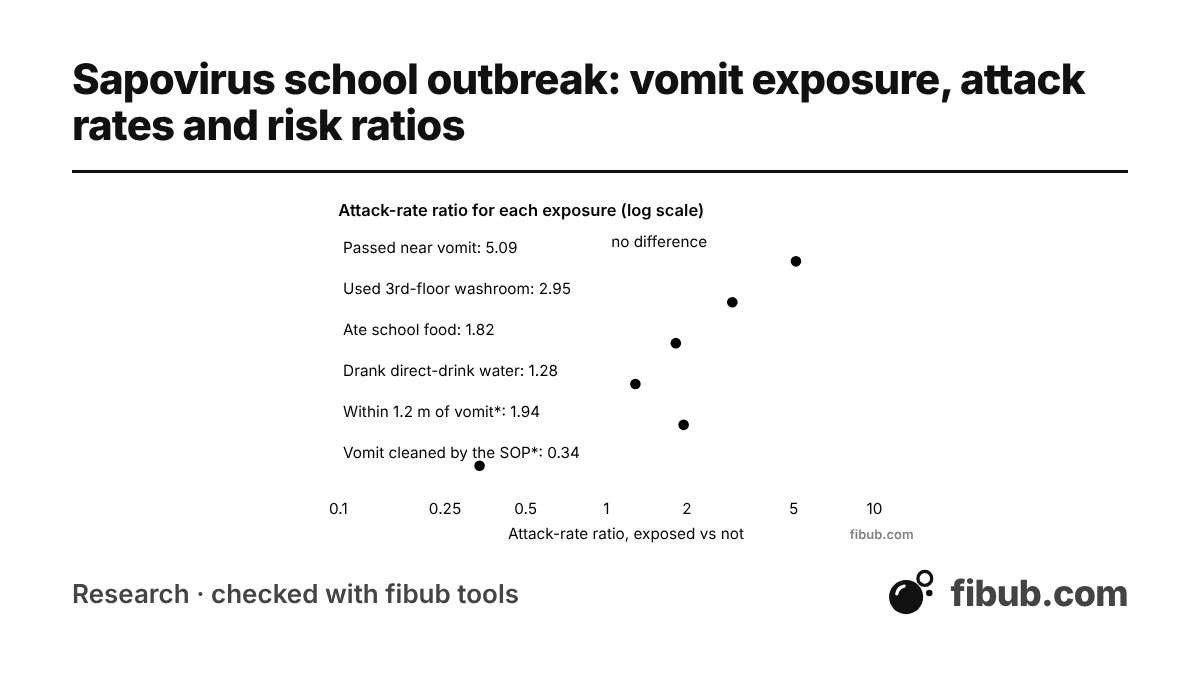 Sapovirus school outbreak: vomit exposure, attack
rates and risk ratios
Attack-rate ratio for each exposure (log scale)
no difference
Passed near vomit: 5.09
Used 3rd-floor washroom: 2.95
Ate school food: 1.82
Drank direct-drink water: 1.28
Within 1.2 m of vomit*: 1.94
Vomit cleaned by the SOP*: 0.34
0.1 0.25 0.5 1 2 5 10
Attack-rate ratio, exposed vs not
fibub.com
Research · checked with fibub tools
fibub.com